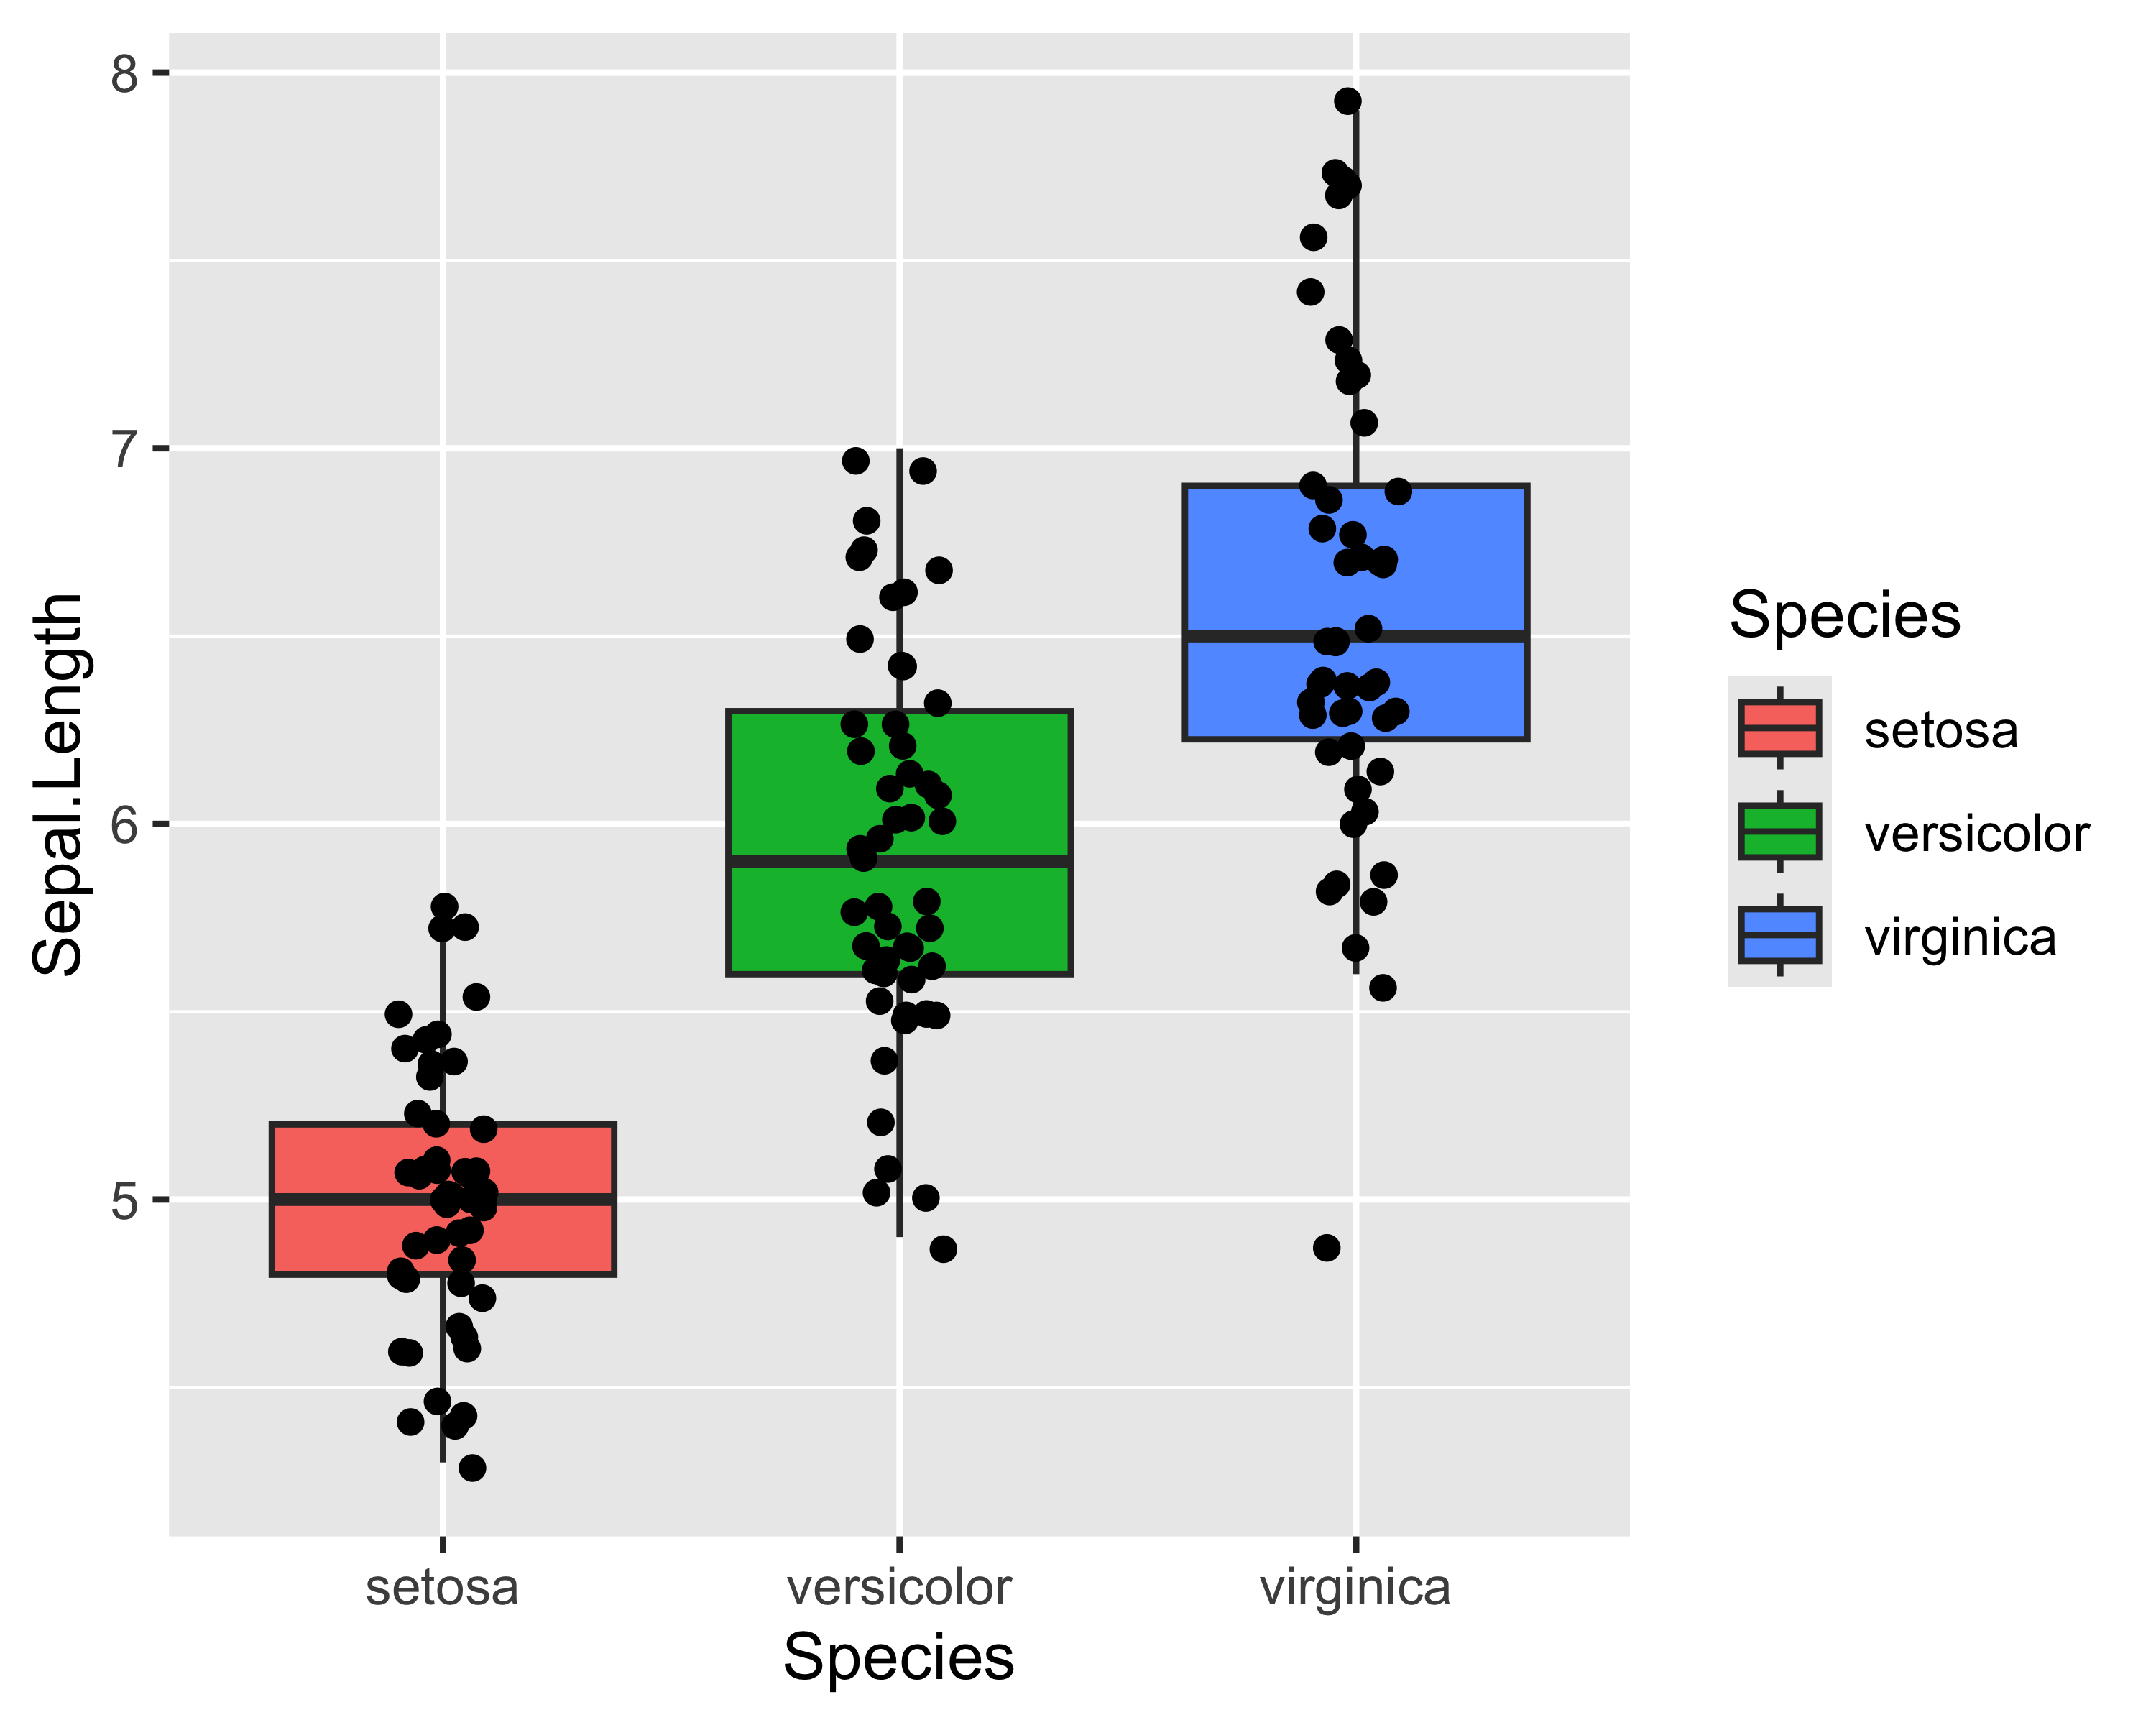 Sepal.Length
8
7
6
5
setosa
versicolor
virginica
Species
Species
setosa
versicolor
virginica